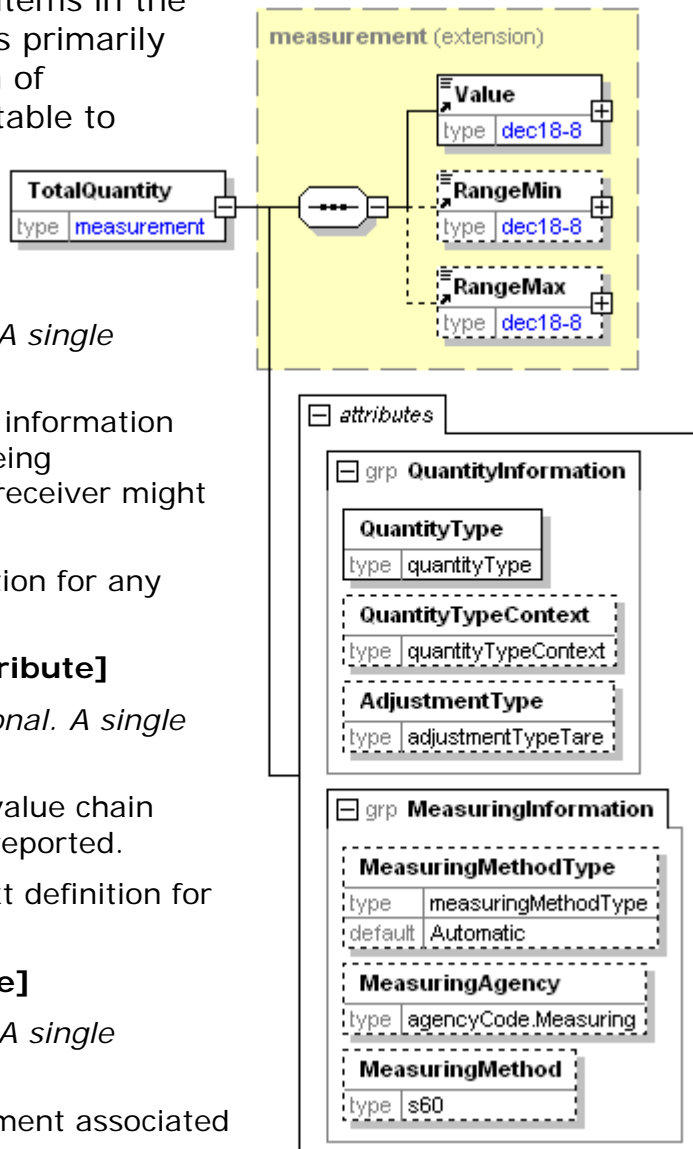 items in the
s primarily
of
table to
A single
information
eing
receiver might
tion for any
ribute]
onal. A single
value chain
reported.
t definition for
e]
A single
ment associated
measurement (extension)
Value
type dec18-8
TotalQuantity
type measurement
RangeMin
type dec18-8
RangeMax
type dec18-8
attributes
grp QuantityInformation
QuantityType
type quantityType
QuantityTypeContext
type quantityTypeContext
AdjustmentType
type adjustmentTypeTare
grp MeasuringInformation
MeasuringMethodType
type measuringMethodType
default Automatic
MeasuringAgency
type agencyCode.Measuring
MeasuringMethod
type s60